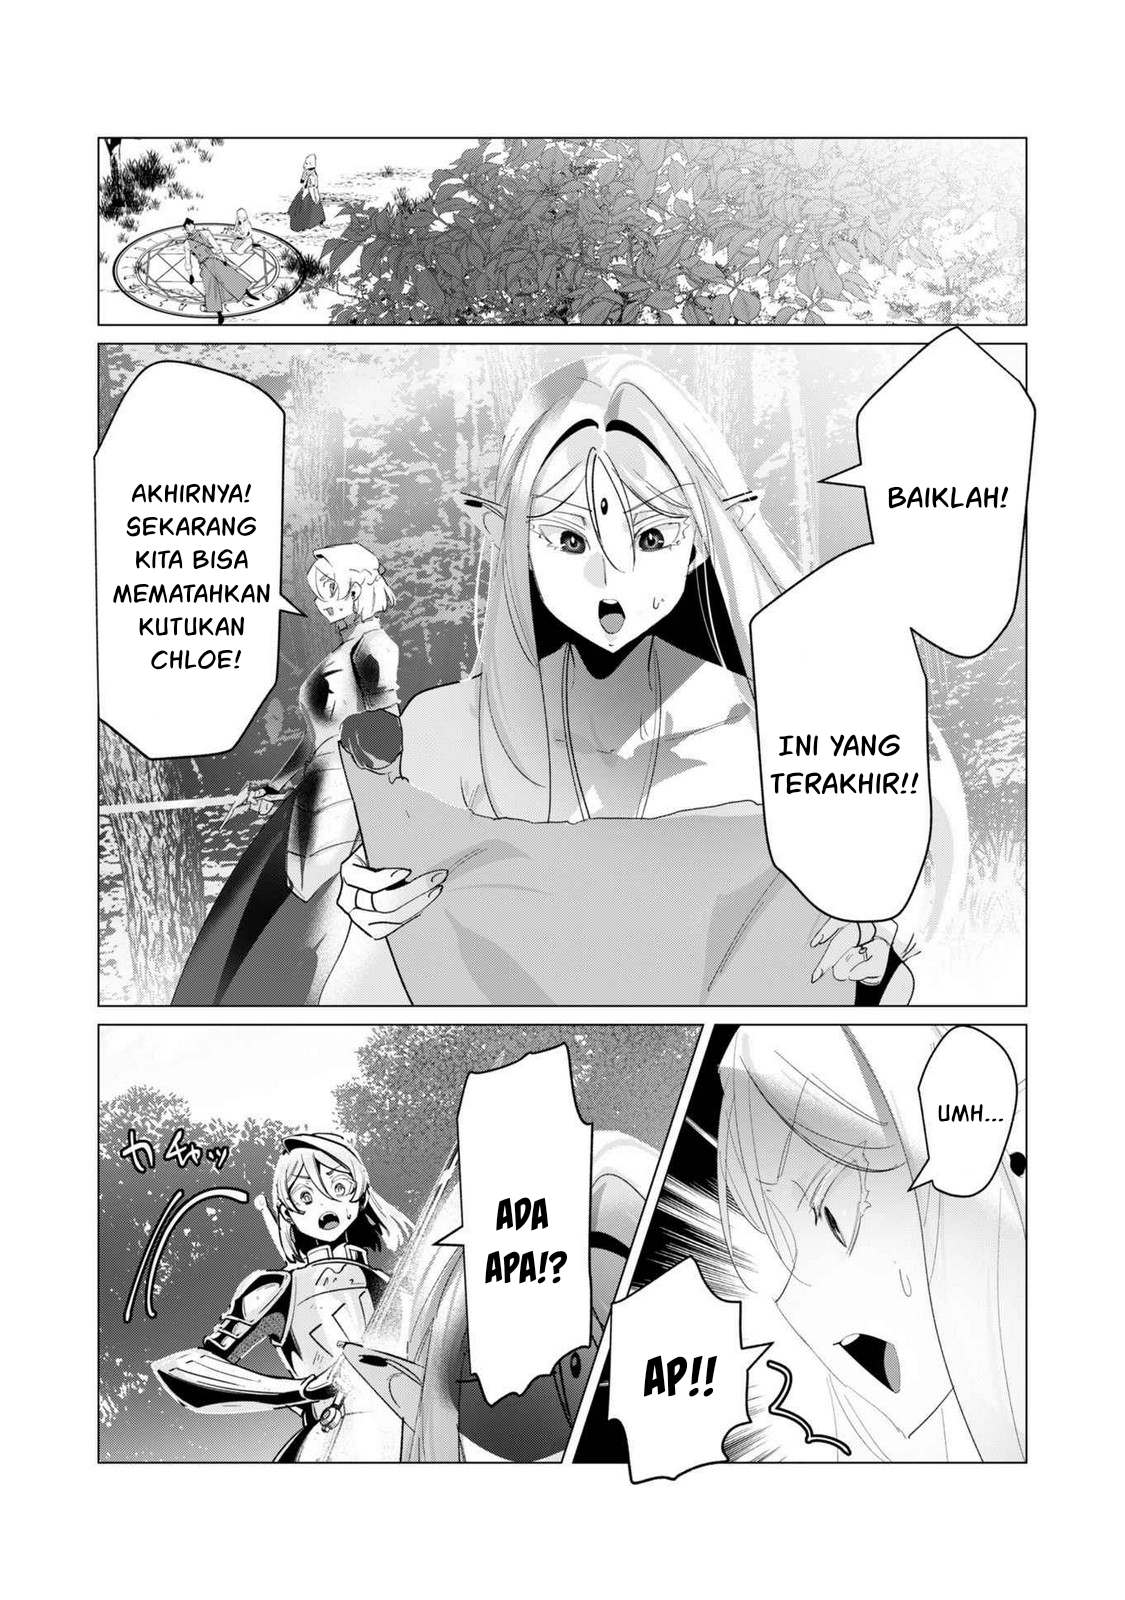 BAIKLAH!
INI YANG
TERAKHIR!!
AKHIRNYA!
SEKARANG
KITA BISA
MEMATAHKAN
KUTUKAN
CHLOE!
UMH...
AP!!
ADA
APA!?
カチャッ